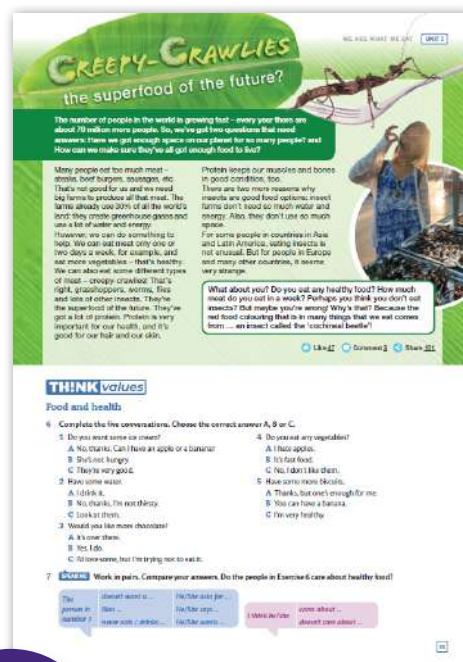 WE ARE WHAT WE EAT UNIT 2
CREEPY-CRAWLIES
the superfood of the future?
The number of people in the world is growing fast – every year there are
about 70 million more people. So, we've got two questions that need
answers: Have we got enough space on our planet for so many people? and
How can we make sure they've all got enough food to live?
Many people eat too much meat –
steaks, beef burgers, sausages, etc.
That's not good for us and we need
big farms to produce all that meat. The
farms already use 30% of all the world's
land; they create greenhouse gases and
use a lot of water and energy.
However, we can do something to
help. We can eat meat only one or
two days a week, for example, and
eat more vegetables – that's healthy.
We can also eat some different types
of meat – creepy-crawlies: That's
right, grasshoppers, worms, flies
and lots of other insects. They're
the superfood of the future. They've
got a lot of protein. Protein is very
important for our health, and it's
good for our hair and our skin.
Protein keeps our muscles and bones
in good condition, too.
There are two more reasons why
insects are good food options: insect
farms don't need so much water and
energy. Also, they don't use so much
space.
For some people in countries in Asia
and Latin America, eating insects is
not unusual. But for people in Europe
and many other countries, it seems
very strange.
What about you? Do you eat any healthy food? How much
meat do you eat in a week? Perhaps you think you don't eat
insects? But maybe you're wrong! Why's that? Because the
red food colouring that is in many things that we eat comes
from ... an insect called the 'cochineal beetle'!
Like 47 Comment 3 Share 101
TH!NK values
Food and health
6 Complete the five conversations. Choose the correct answer A, B or C.
1 Do you want some ice cream?
A No, thanks. Can I have an apple or a banana?
B She's not hungry.
C They're very good.
2 Have some water.
A I drink it.
B No, thanks, I'm not thirsty.
C Look at them.
3 Would you like more chocolate?
A It's over there.
B Yes, I do.
C I'd love some, but I'm trying not to eat it.
4 Do you eat any vegetables?
A I hate apples.
B It's fast food.
C No, I don't like them.
5 Have some more biscuits.
A Thanks, but one's enough for me.
B You can have a banana.
C I'm very healthy.
7 SPEAKING Work in pairs. Compare your answers. Do the people in Exercise 6 care about healthy food?
The person in number 1
doesn't want a ...
likes ...
never eats / drinks ...
He/She asks for ...
He/She says ...
He/She wants ...
I think he/she
cares about ...
doesn't care about ...